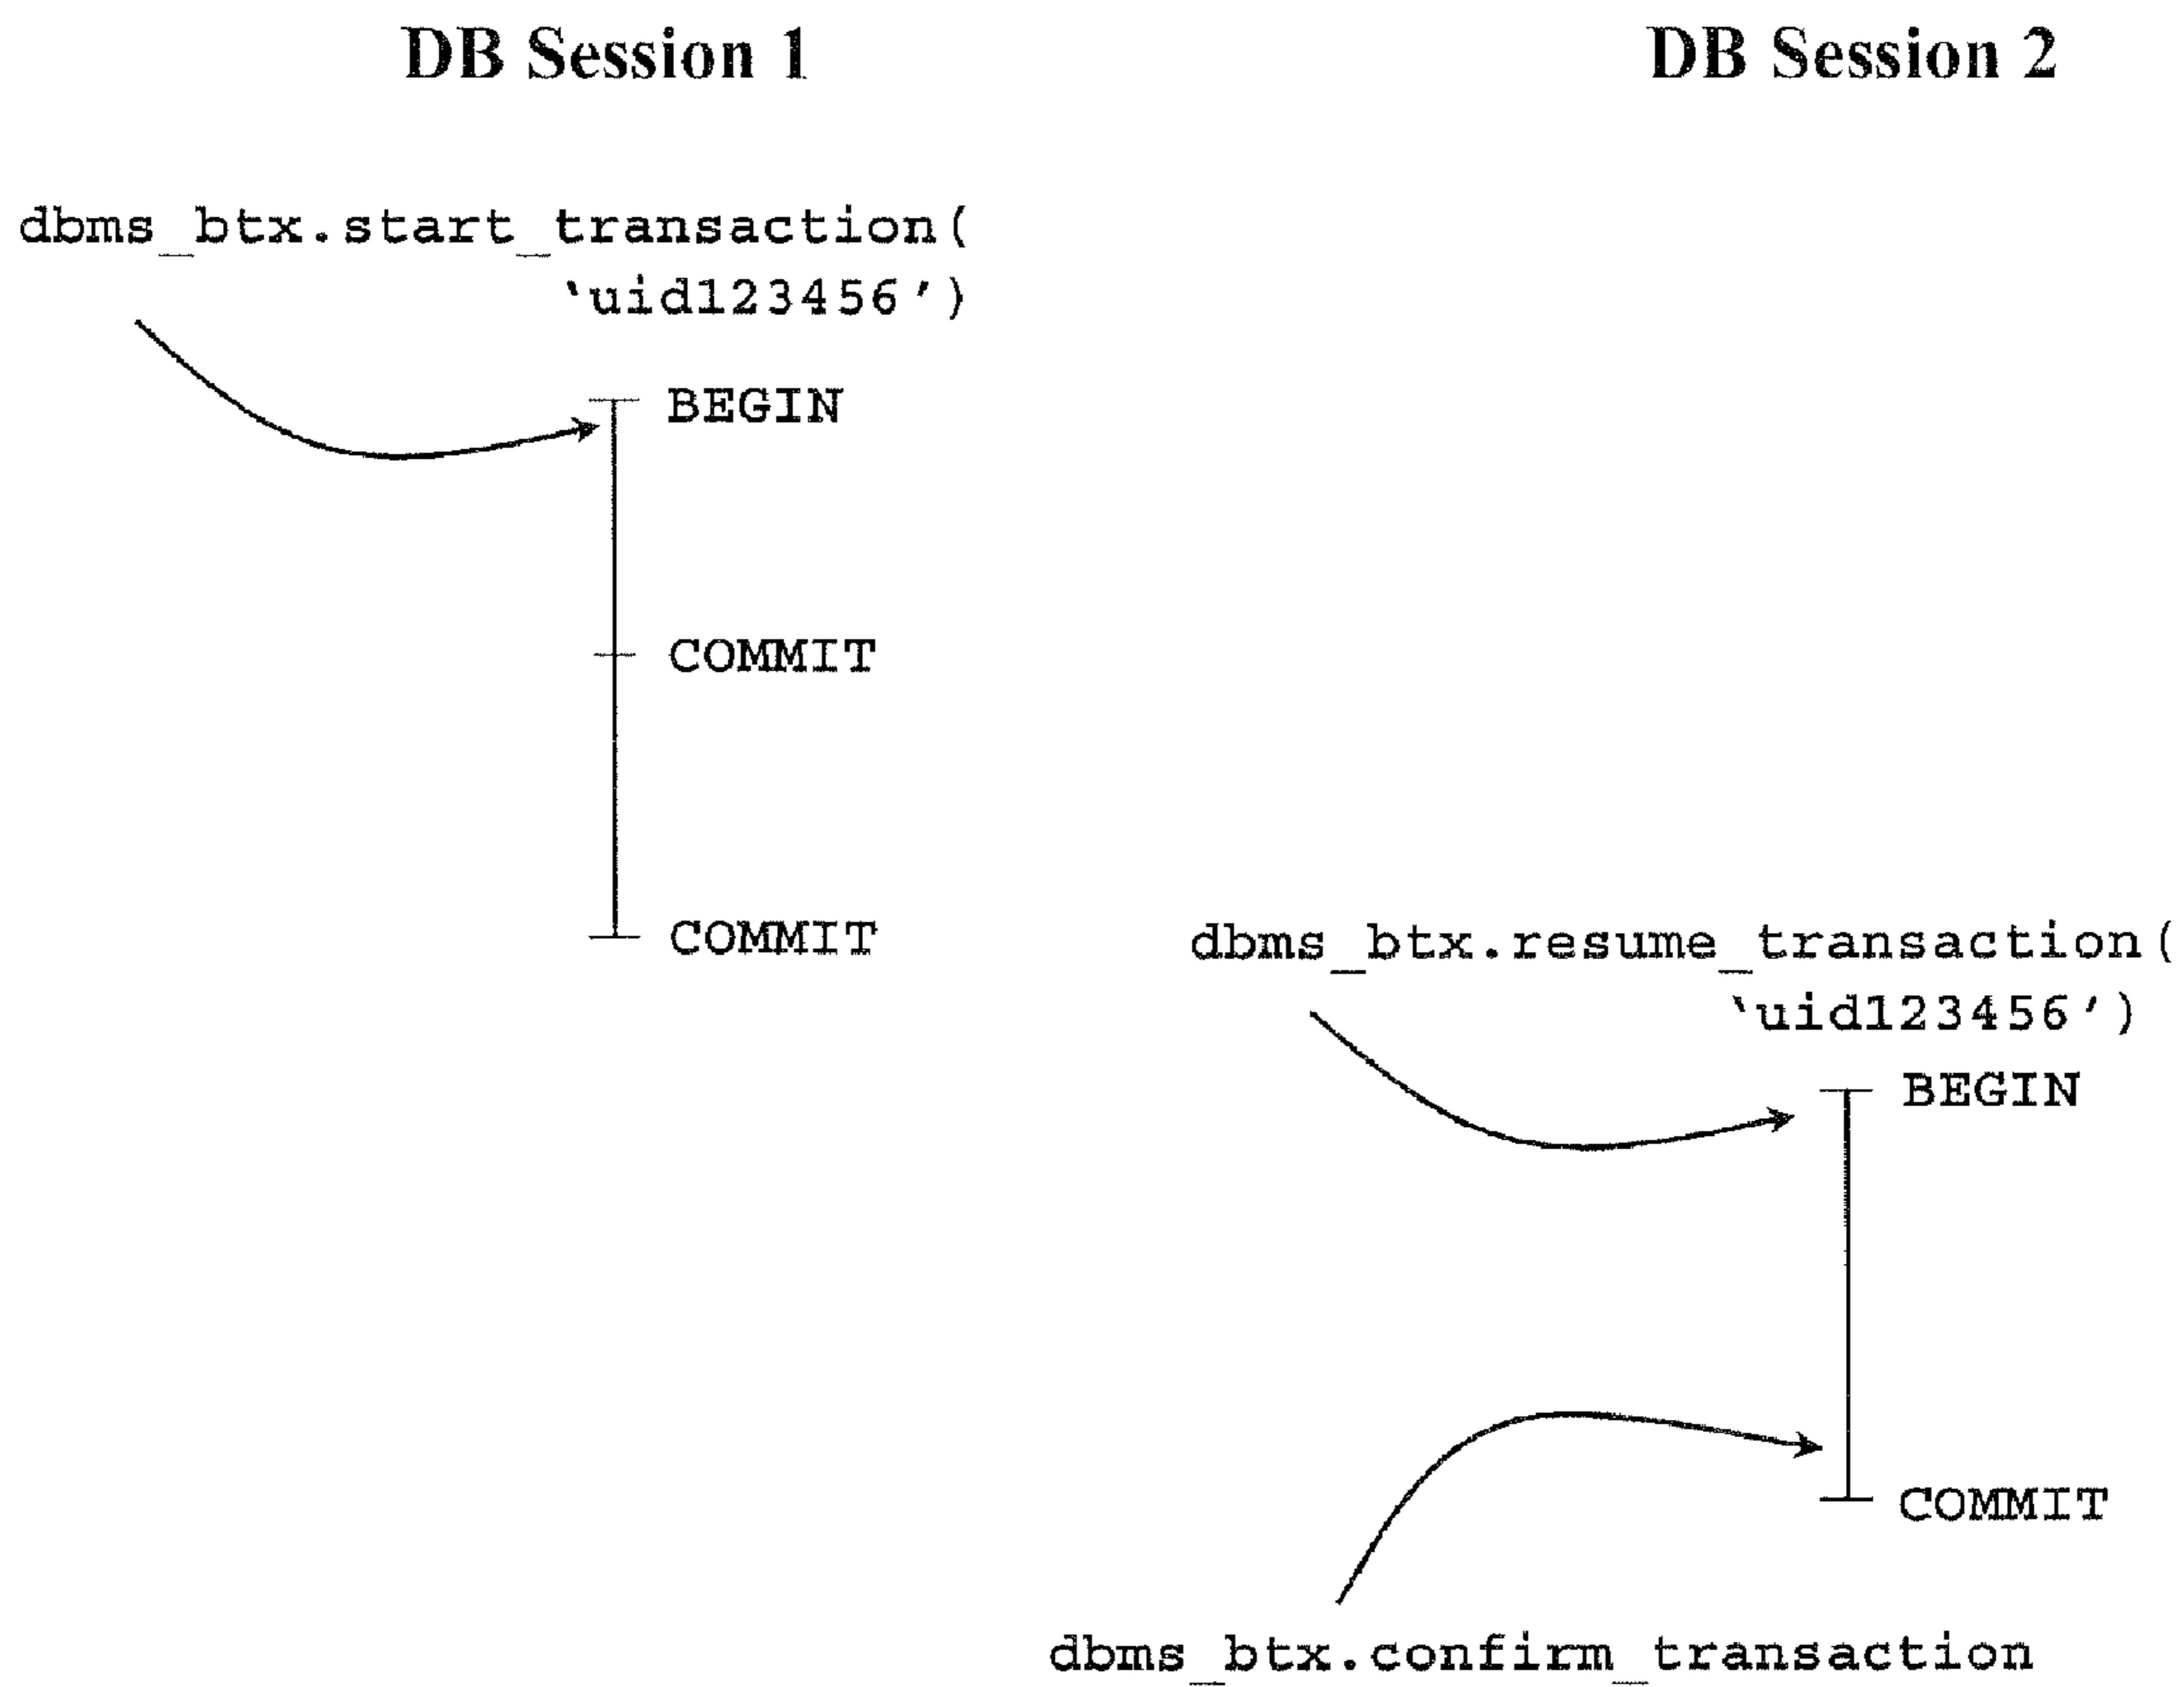 DB Session 1
DB Session 2
dbms_btx.start_transaction(
‘uid123456’)
BEGIN
COMMIT
COMMIT
dbms_btx.resume_transaction(
‘uid123456’)
BEGIN
COMMIT
dbms_btx.confirm_transaction